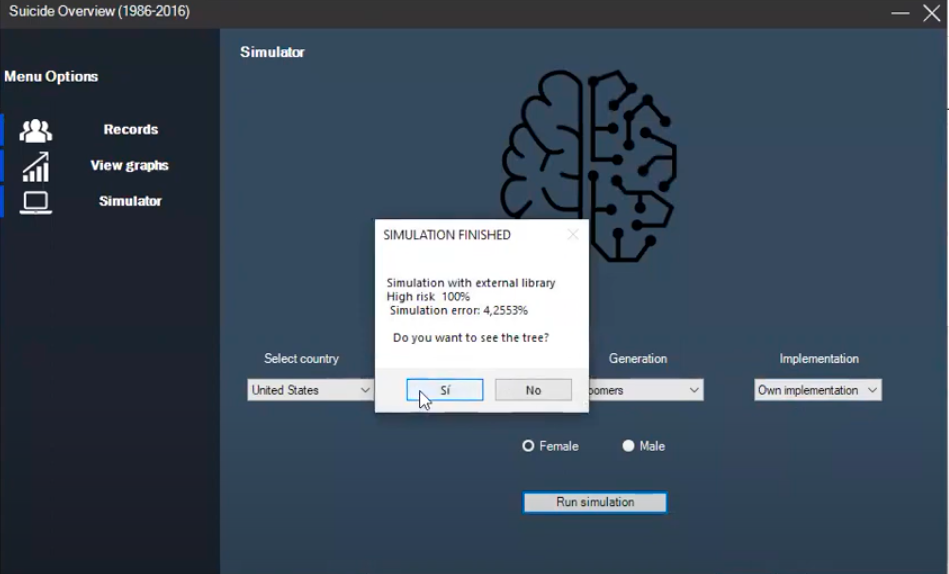 Suicide Overview (1986-2016)
Menu Options
Records
View graphs
Simulator
Simulator
SIMULATION FINISHED
Simulation with external library
High risk 100%
Simulation error: 4,2553%
Do you want to see the tree?
Sí
No
Select country
Generation
Implementation
United States
oomers
Own implementation
Female
Male
Run simulation